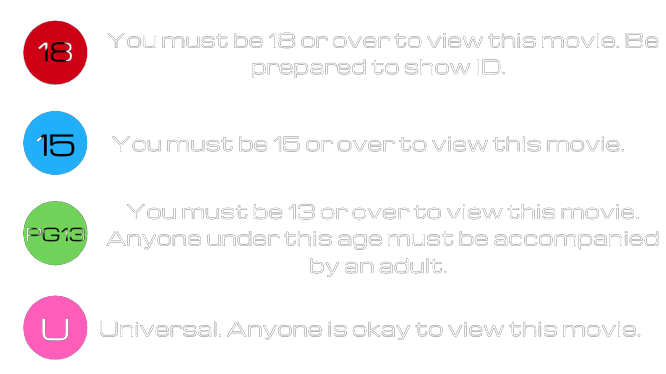 18
You must be 18 or over to view this movie. Be
prepared to show ID.
15
You must be 15 or over to view this movie.
PG13
You must be 13 or over to view this movie.
Anyone under this age must be accompanied
by an adult.
U
Universal. Anyone is okay to view this movie.